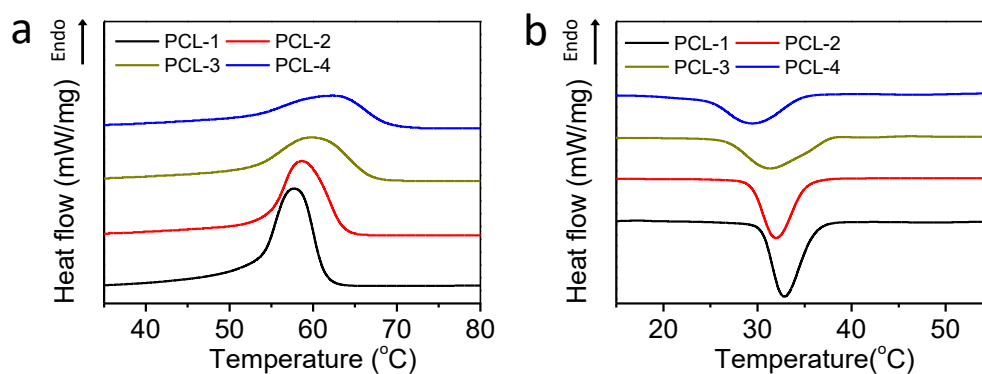 a
Endo
PCL-1 PCL-2
PCL-3 PCL-4
Heat flow (mW/mg)
40 50 60 70 80
Temperature (°C)
b
Endo
PCL-1 PCL-2
PCL-3 PCL-4
Heat flow (mW/mg)
20 30 40 50
Temperature(°C)